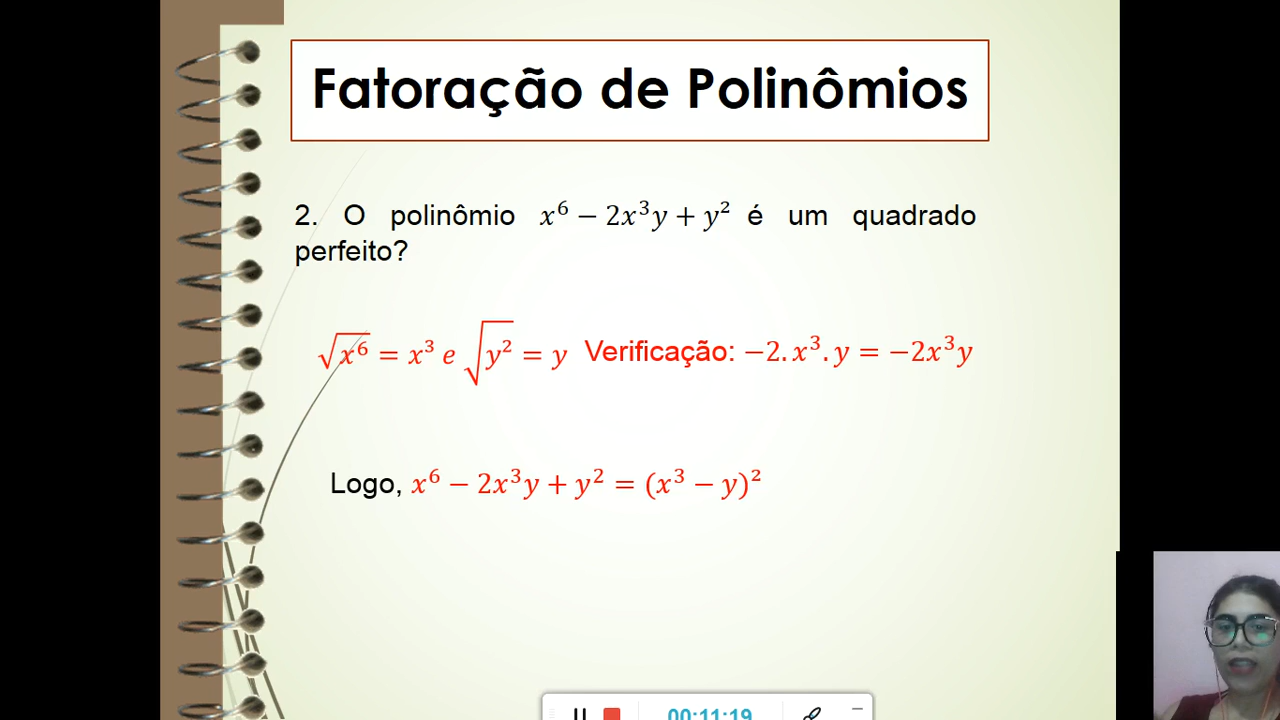 Fatoração de Polinômios
2. O polinômio x⁶ − 2x³y + y² é um quadrado
perfeito?
√x⁶ = x³ e √y² = y Verificação: −2. x³. y = −2x³y
Logo, x⁶ − 2x³y + y² = (x³ − y)²
00:11:19